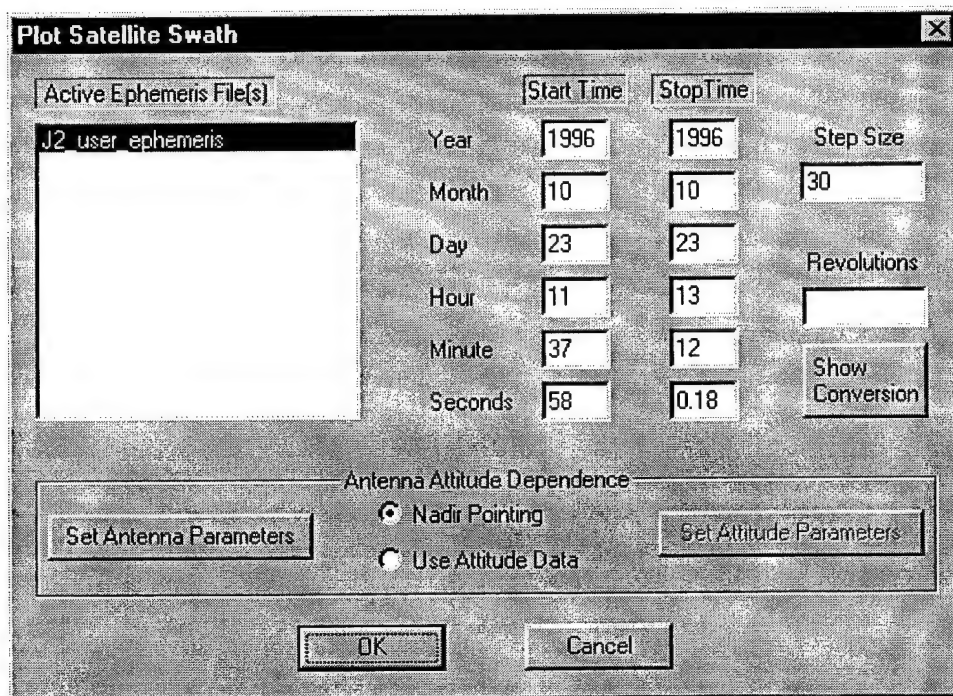 Plot Satellite Swath
Active Ephemeris File(s)
J2_user_ephemeris
Start Time StopTime
Year 1996 1996
Month 10 10
Day 23 23
Hour 11 13
Minute 37 12
Seconds 58 0.18
Step Size
30
Revolutions
Show
Conversion
Antenna Attitude Dependence
Set Antenna Parameters
Nadir Pointing
Use Attitude Data
Set Attitude Parameters
OK Cancel